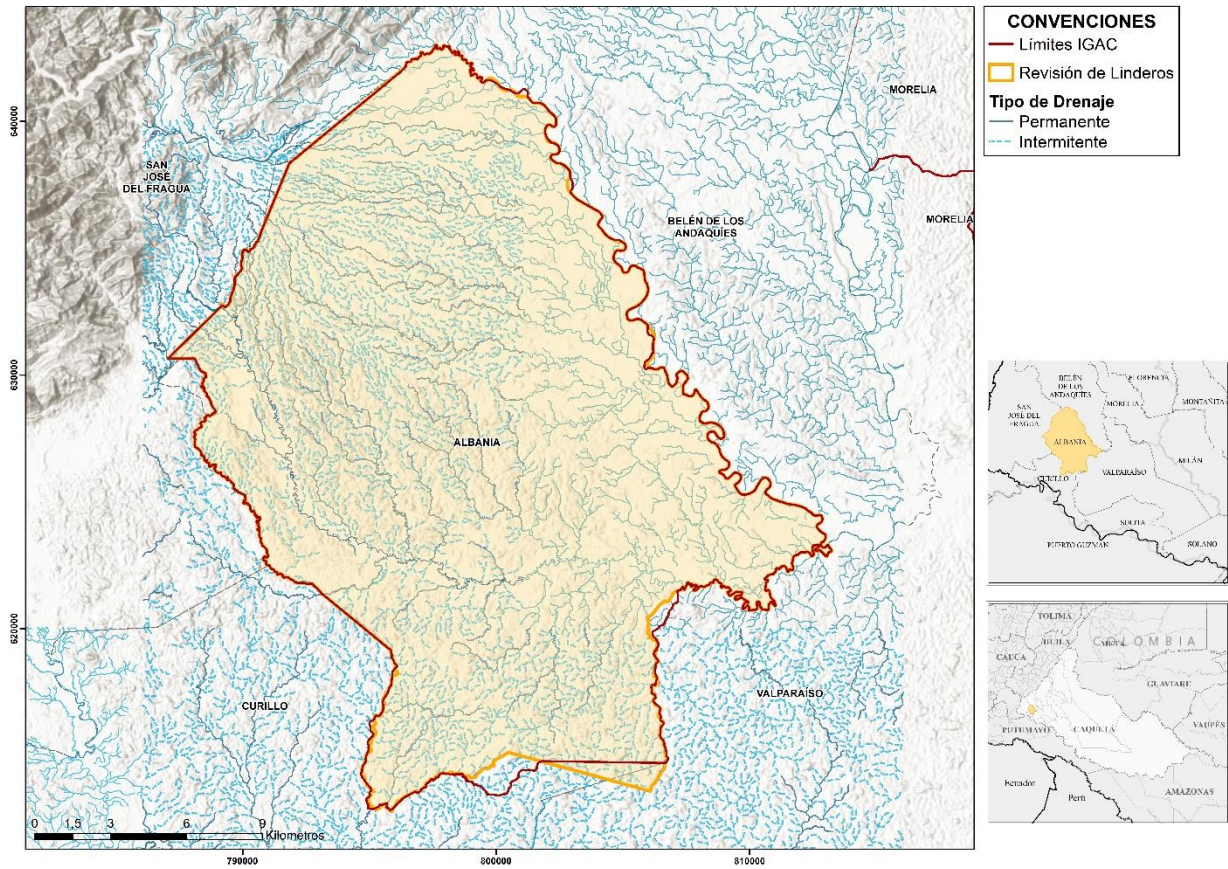 CONVENCIONES
Límites IGAC
Revisión de Linderos
Tipo de Drenaje
Permanente
Intermitente
640000
630000
620000
790000
800000
810000
MORELIA
SAN
JOSÉ
DEL FRAGUA
BELÉN DE LOS
ANDAQUÍES
MORELIA
ALBANIA
CURILLO
VALPARAÍSO
0 1,5 3 6 9
Kilometros
BELÉN
DE LOS
ANDAQUÍES
FLORENCIA
SAN
JOSÉ DEL
FRAGUA
MORELIA
MONTAÑITA
ALBANIA
MILÁN
VALPARAÍSO
CURILLO
SOLITA
PUERTO GUZMÁN
SOLANO
TOLIMA
HUILA
META
COLOMBIA
CAUCA
GUAVIARE
VAUPÉS
PUTUMAYO
CAQUETÁ
Ecuador
Perú
AMAZONAS